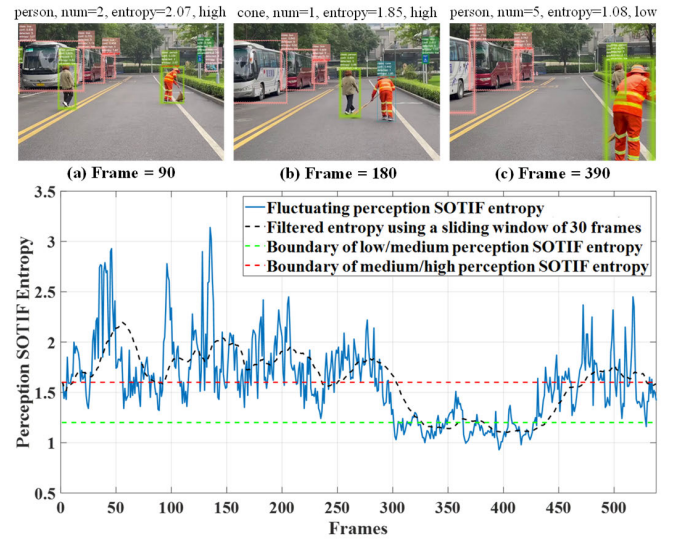 person, num=2, entropy=2.07, high
cone, num=1, entropy=1.85, high
person, num=5, entropy=1.08, low
(a) Frame = 90
(b) Frame = 180
(c) Frame = 390
Perception SOTIF Entropy
3.5
3
2.5
2
1.5
1
0.5
Fluctuating perception SOTIF entropy
Filtered entropy using a sliding window of 30 frames
Boundary of low/medium perception SOTIF entropy
Boundary of medium/high perception SOTIF entropy
0 50 100 150 200 250 300 350 400 450 500
Frames